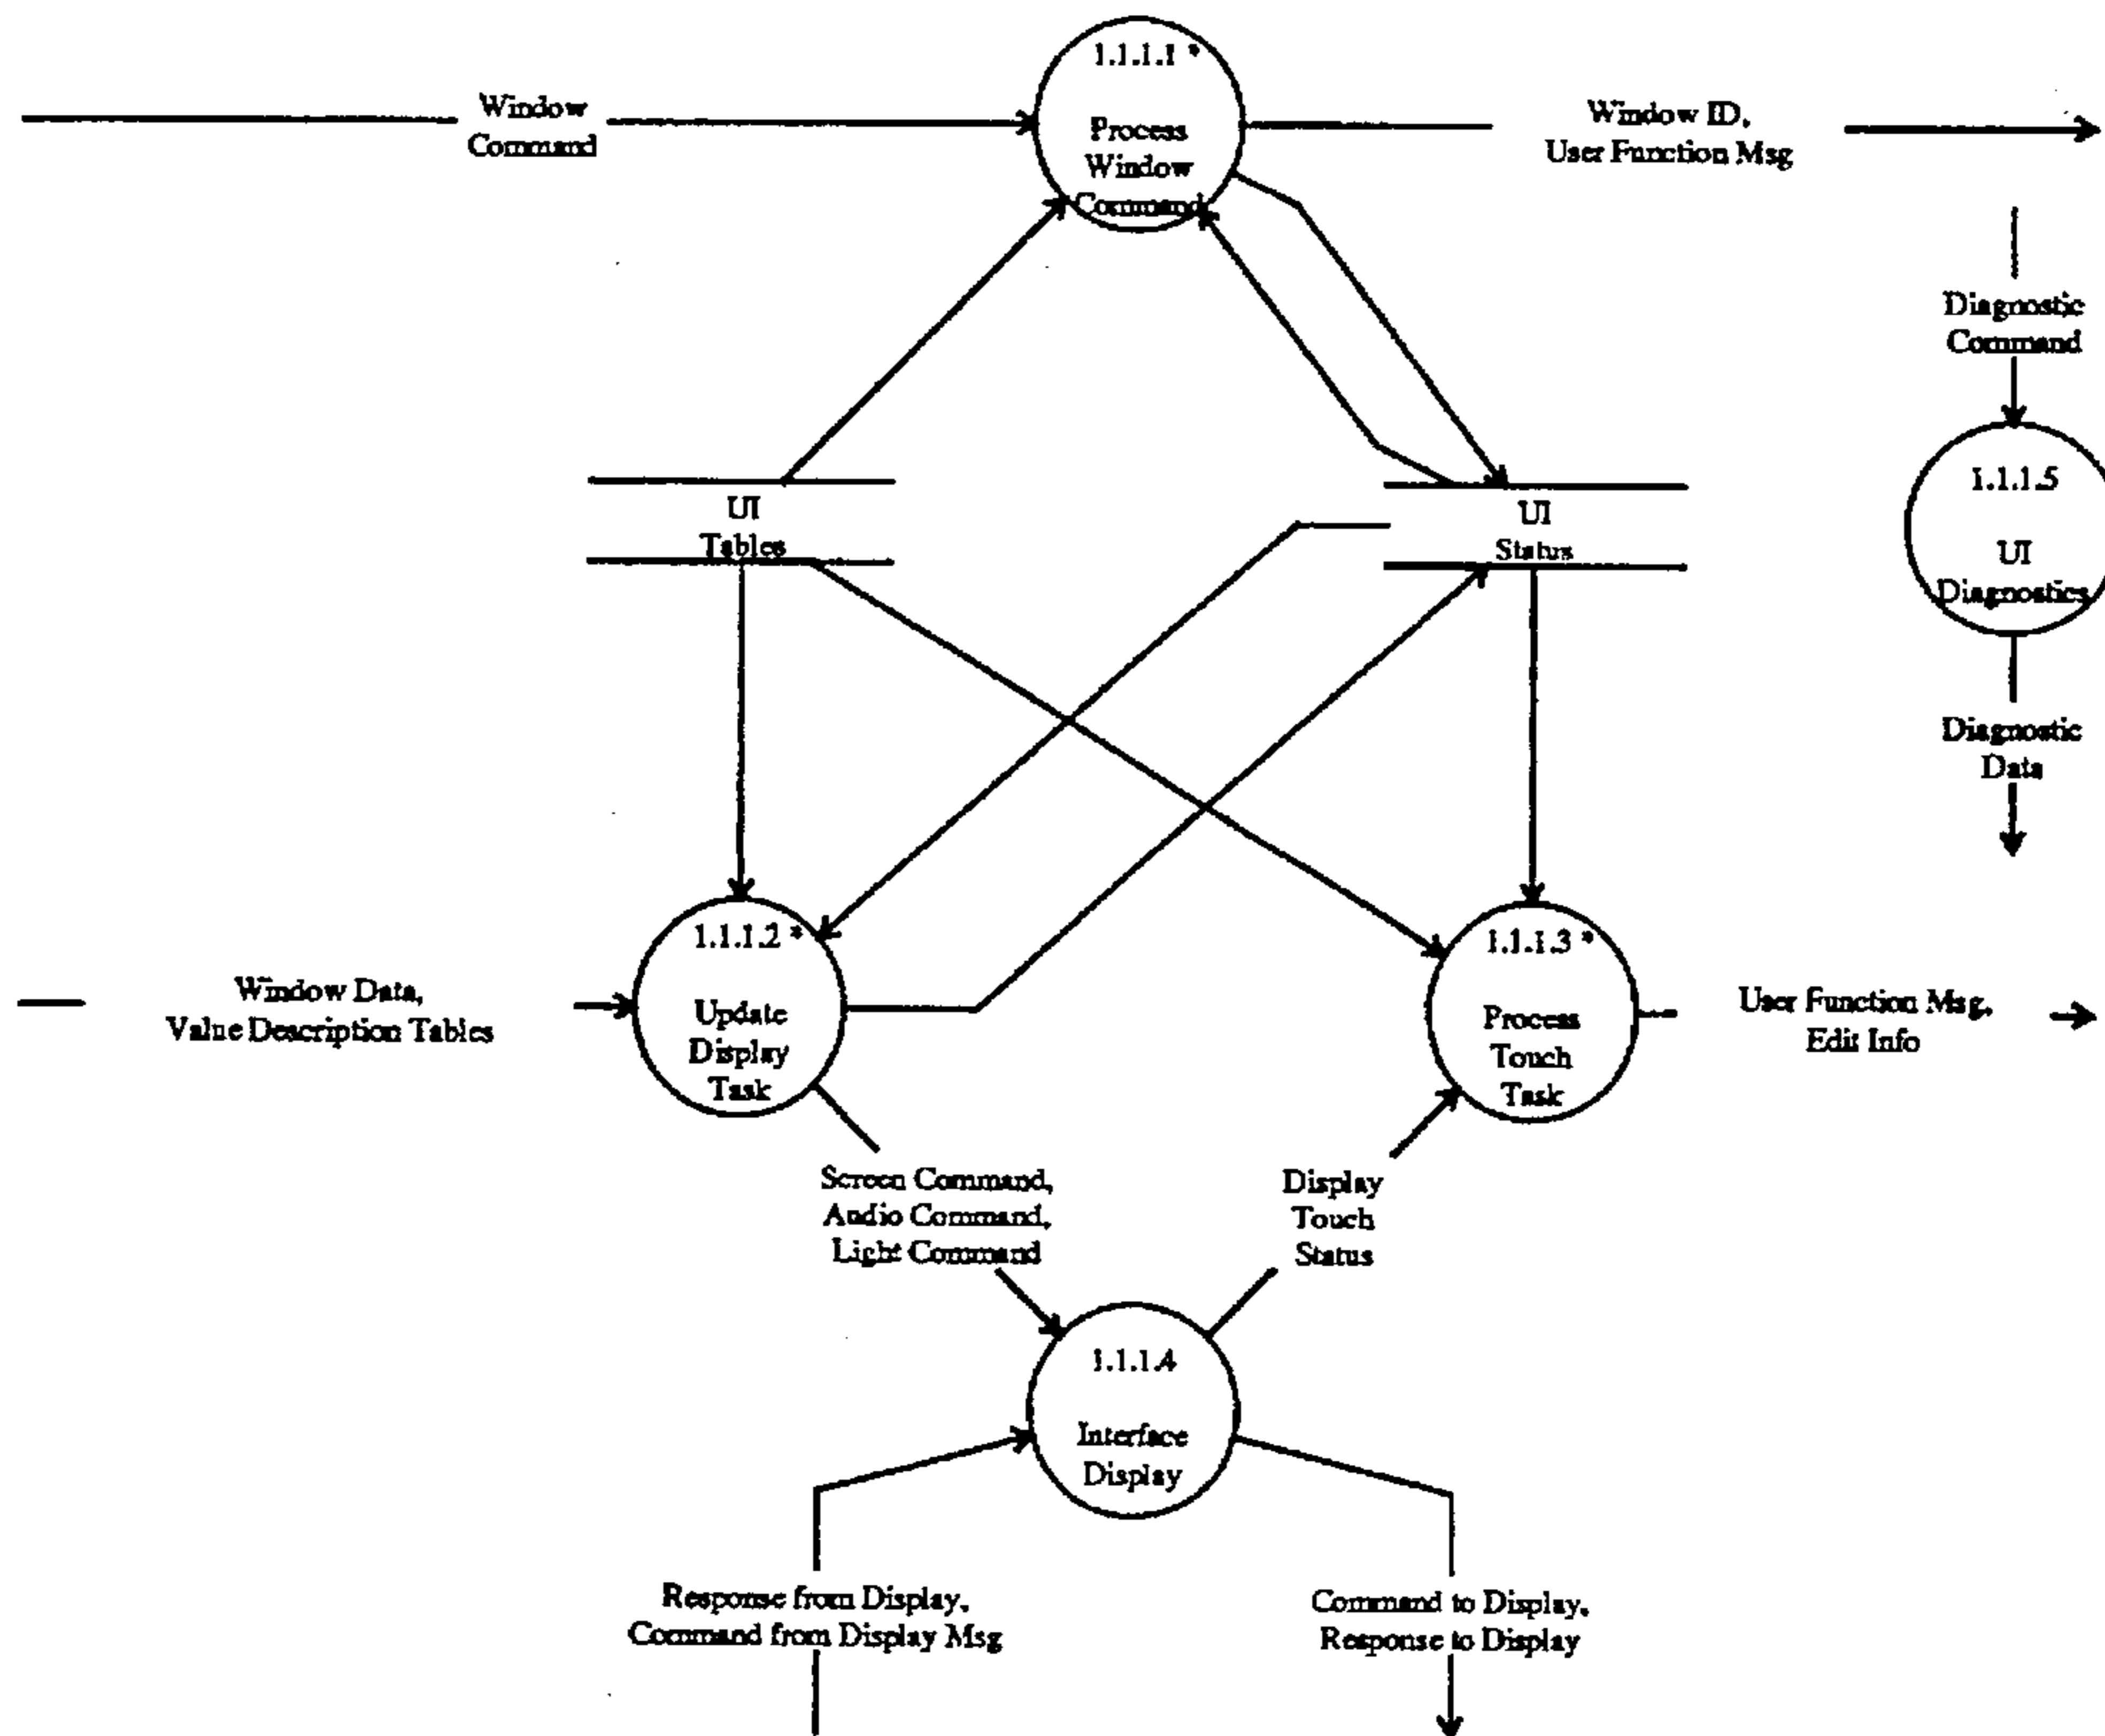 1.1.1.1 *
Process
Window
Command
Window
Command
Window ID,
User Function Msg
Diagnostic
Command
1.1.1.5
UI
Diagnostics
Diagnostic
Data
UI
Tables
UI
Status
1.1.1.2 *
Update
Display
Task
Window Data,
Value Description Tables
1.1.1.3 *
Process
Touch
Task
User Function Msg,
Edit Info
Screen Command,
Audio Command,
Light Command
Display
Touch
Status
1.1.1.4
Interface
Display
Response from Display,
Command from Display Msg
Command to Display,
Response to Display